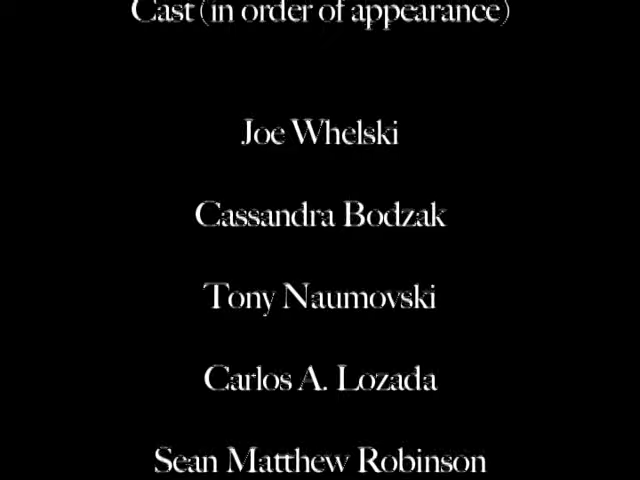 Cast (in order of appearance)
Joe Whelski
Cassandra Bodzak
Tony Naumovski
Carlos A. Lozada
Sean Matthew Robinson